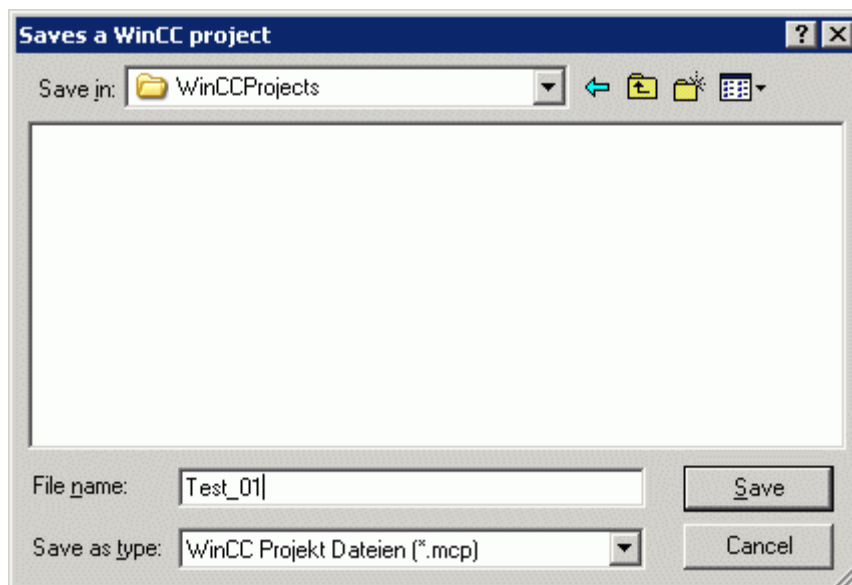 Saves a WinCC project
Save in: WinCCProjects
File name: Test_01 Save
Save as type: WinCC Projekt Dateien (*.mcp) Cancel